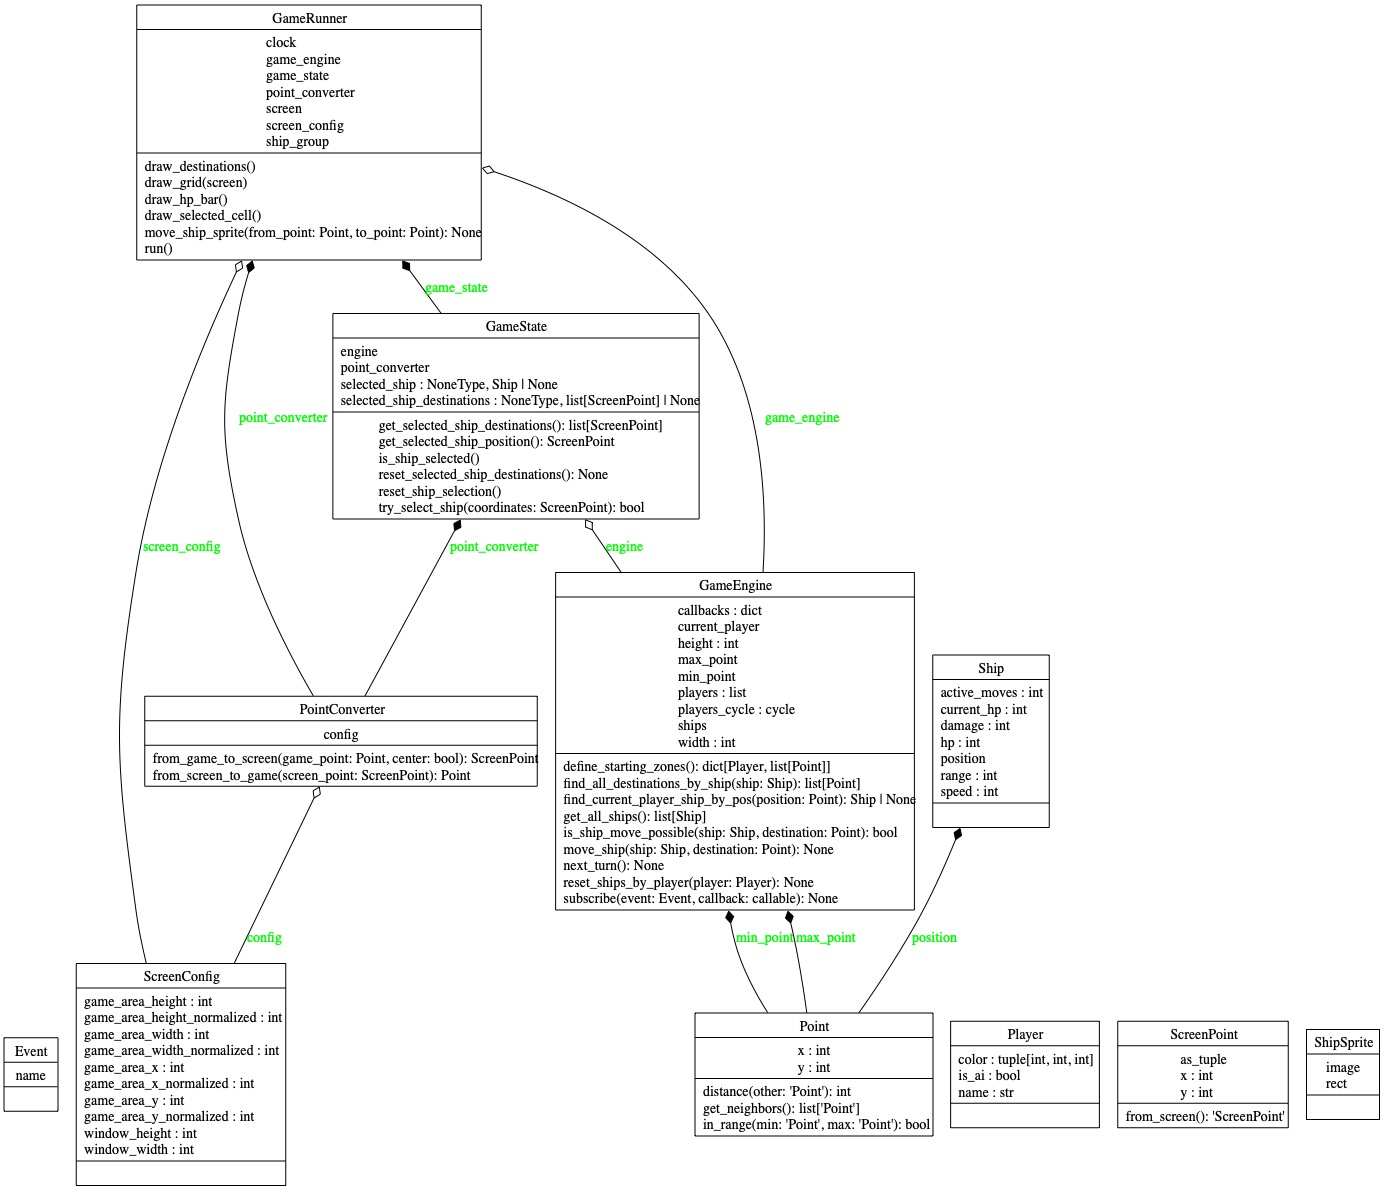 GameRunner
clock
game_engine
game_state
point_converter
screen
screen_config
ship_group
draw_destinations()
draw_grid(screen)
draw_hp_bar()
draw_selected_cell()
move_ship_sprite(from_point: Point, to_point: Point): None
run()
game_state
GameState
engine
point_converter
selected_ship : NoneType, Ship | None
selected_ship_destinations : NoneType, list[ScreenPoint] | None
get_selected_ship_destinations(): list[ScreenPoint]
get_selected_ship_position(): ScreenPoint
is_ship_selected()
reset_selected_ship_destinations(): None
reset_ship_selection()
try_select_ship(coordinates: ScreenPoint): bool
point_converter
game_engine
screen_config
point_converter
engine
GameEngine
callbacks : dict
current_player
height : int
max_point
min_point
players : list
players_cycle : cycle
ships
width : int
define_starting_zones(): dict[Player, list[Point]]
find_all_destinations_by_ship(ship: Ship): list[Point]
find_current_player_ship_by_pos(position: Point): Ship | None
get_all_ships(): list[Ship]
is_ship_move_possible(ship: Ship, destination: Point): bool
move_ship(ship: Ship, destination: Point): None
next_turn(): None
reset_ships_by_player(player: Player): None
subscribe(event: Event, callback: callable): None
Ship
active_moves : int
current_hp : int
damage : int
hp : int
position
range : int
speed : int
PointConverter
config
from_game_to_screen(game_point: Point, center: bool): ScreenPoint
from_screen_to_game(screen_point: ScreenPoint): Point
config
min_point
max_point
position
Event
name
ScreenConfig
game_area_height : int
game_area_height_normalized : int
game_area_width : int
game_area_width_normalized : int
game_area_x : int
game_area_x_normalized : int
game_area_y : int
game_area_y_normalized : int
window_height : int
window_width : int
Point
x : int
y : int
distance(other: 'Point'): int
get_neighbors(): list['Point']
in_range(min: 'Point', max: 'Point'): bool
Player
color : tuple[int, int, int]
is_ai : bool
name : str
ScreenPoint
as_tuple
x : int
y : int
from_screen(): 'ScreenPoint'
ShipSprite
image
rect